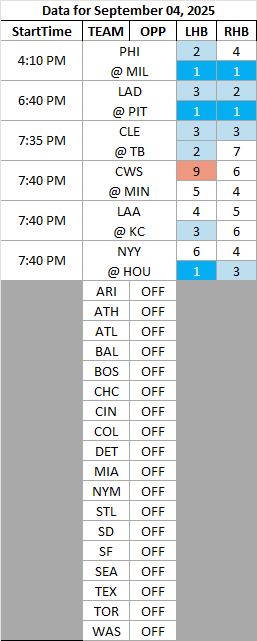 Data for September 04, 2025
StartTime TEAM OPP LHB RHB
4:10 PM PHI 2 4
@ MIL 1 1
6:40 PM LAD 3 2
@ PIT 1 1
7:35 PM CLE 3 3
@ TB 2 7
7:40 PM CWS 9 6
@ MIN 5 4
7:40 PM LAA 4 5
@ KC 3 6
7:40 PM NYY 6 4
@ HOU 1 3
ARI OFF
ATH OFF
ATL OFF
BAL OFF
BOS OFF
CHC OFF
CIN OFF
COL OFF
DET OFF
MIA OFF
NYM OFF
STL OFF
SD OFF
SF OFF
SEA OFF
TEX OFF
TOR OFF
WAS OFF